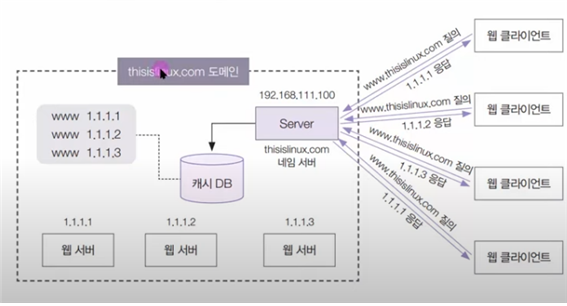 thisislinux.com 도메인
www 1.1.1.1
www 1.1.1.2
www 1.1.1.3
192.168.111.100
Server
thisislinux.com
네임 서버
캐시 DB
1.1.1.1
웹 서버
1.1.1.2
웹 서버
1.1.1.3
웹 서버
www.thisislinux.com 질의
1.1.1.1 응답
웹 클라이언트
www.thisislinux.com 질의
1.1.1.2 응답
웹 클라이언트
www.thisislinux.com 질의
1.1.1.3 응답
웹 클라이언트
www.thisislinux.com 질의
1.1.1.1 응답
웹 클라이언트